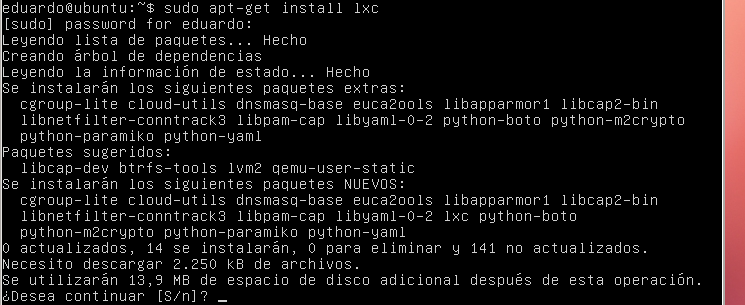 eduardo@ubuntu:~$ sudo apt-get install lxc
[sudo] password for eduardo:
Leyendo lista de paquetes... Hecho
Creando árbol de dependencias
Leyendo la información de estado... Hecho
Se instalarán los siguientes paquetes extras:
  cgroup-lite cloud-utils dnsmasq-base euca2ools libapparmor1 libcap2-bin
  libnetfilter-conntrack3 libpam-cap libyaml-0-2 python-boto python-m2crypto
  python-paramiko python-yaml
Paquetes sugeridos:
  libcap-dev btrfs-tools lvm2 qemu-user-static
Se instalarán los siguientes paquetes NUEVOS:
  cgroup-lite cloud-utils dnsmasq-base euca2ools libapparmor1 libcap2-bin
  libnetfilter-conntrack3 libpam-cap libyaml-0-2 lxc python-boto
  python-m2crypto python-paramiko python-yaml
0 actualizados, 14 se instalarán, 0 para eliminar y 141 no actualizados.
Necesito descargar 2.250 kB de archivos.
Se utilizarán 13,9 MB de espacio de disco adicional después de esta operación.
¿Desea continuar [S/n]? _